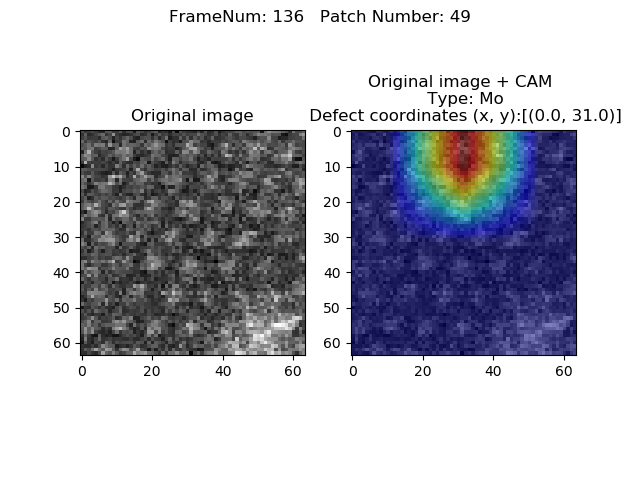 FrameNum: 136   Patch Number: 49
Original image
Original image + CAM
Type: Mo
Defect coordinates (x, y):[(0.0, 31.0)]
0
10
20
30
40
50
60
0 20 40 60
0
10
20
30
40
50
60
0 20 40 60